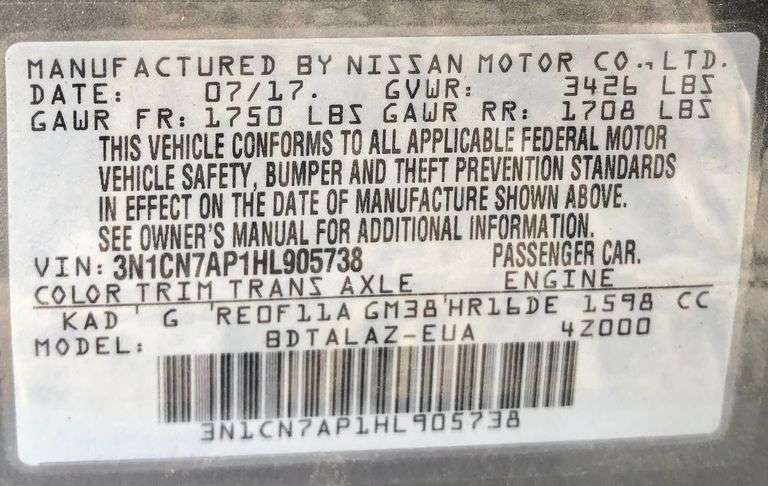 MANUFACTURED BY NISSAN MOTOR CO.,LTD.
DATE: 07/17. GVWR: 3426 LBS
GAWR FR: 1750 LBS GAWR RR: 1708 LBS
THIS VEHICLE CONFORMS TO ALL APPLICABLE FEDERAL MOTOR
VEHICLE SAFETY, BUMPER AND THEFT PREVENTION STANDARDS
IN EFFECT ON THE DATE OF MANUFACTURE SHOWN ABOVE.
SEE OWNER'S MANUAL FOR ADDITIONAL INFORMATION.
VIN: 3N1CN7AP1HL905738 PASSENGER CAR.
COLOR TRIM TRANS AXLE ENGINE
KAD G RE0F11A GM38 HR16DE 1598 CC
MODEL: BDTALAZ-EUA 4Z000
3N1CN7AP1HL905738